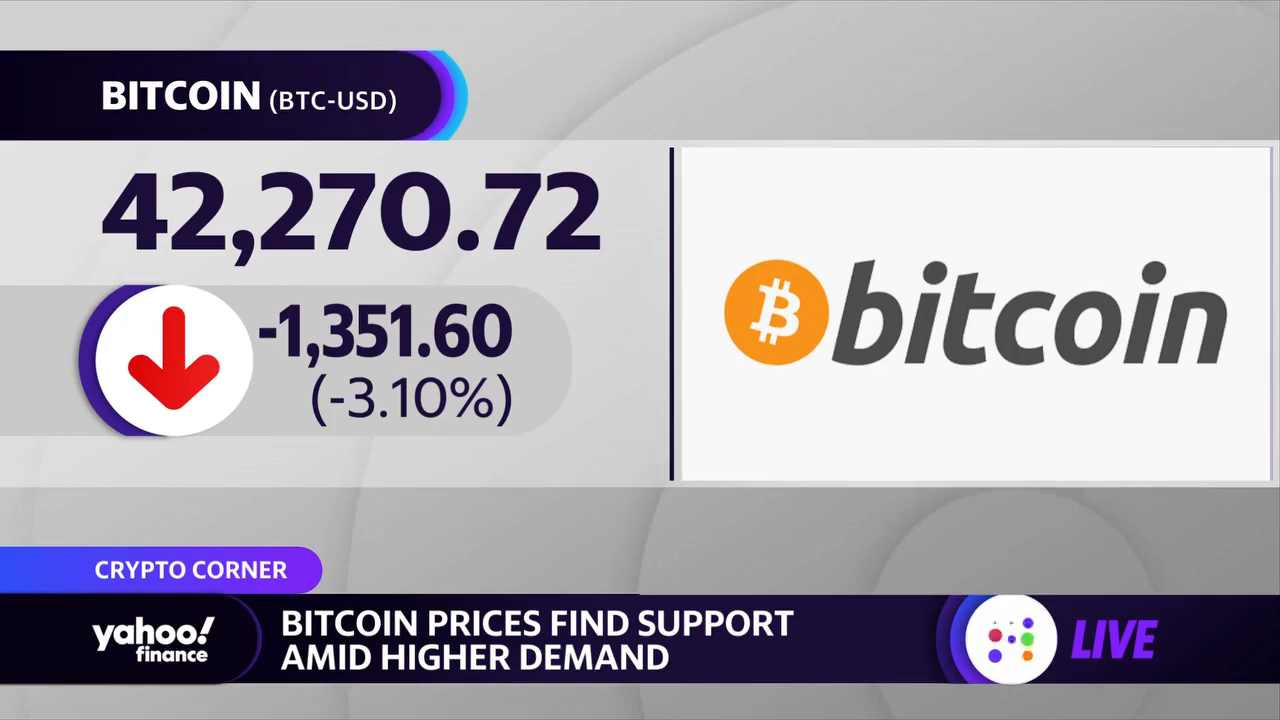 BITCOIN (BTC-USD)
42,270.72
-1,351.60
(-3.10%)
bitcoin
CRYPTO CORNER
yahoo!
finance
BITCOIN PRICES FIND SUPPORT
AMID HIGHER DEMAND
LIVE